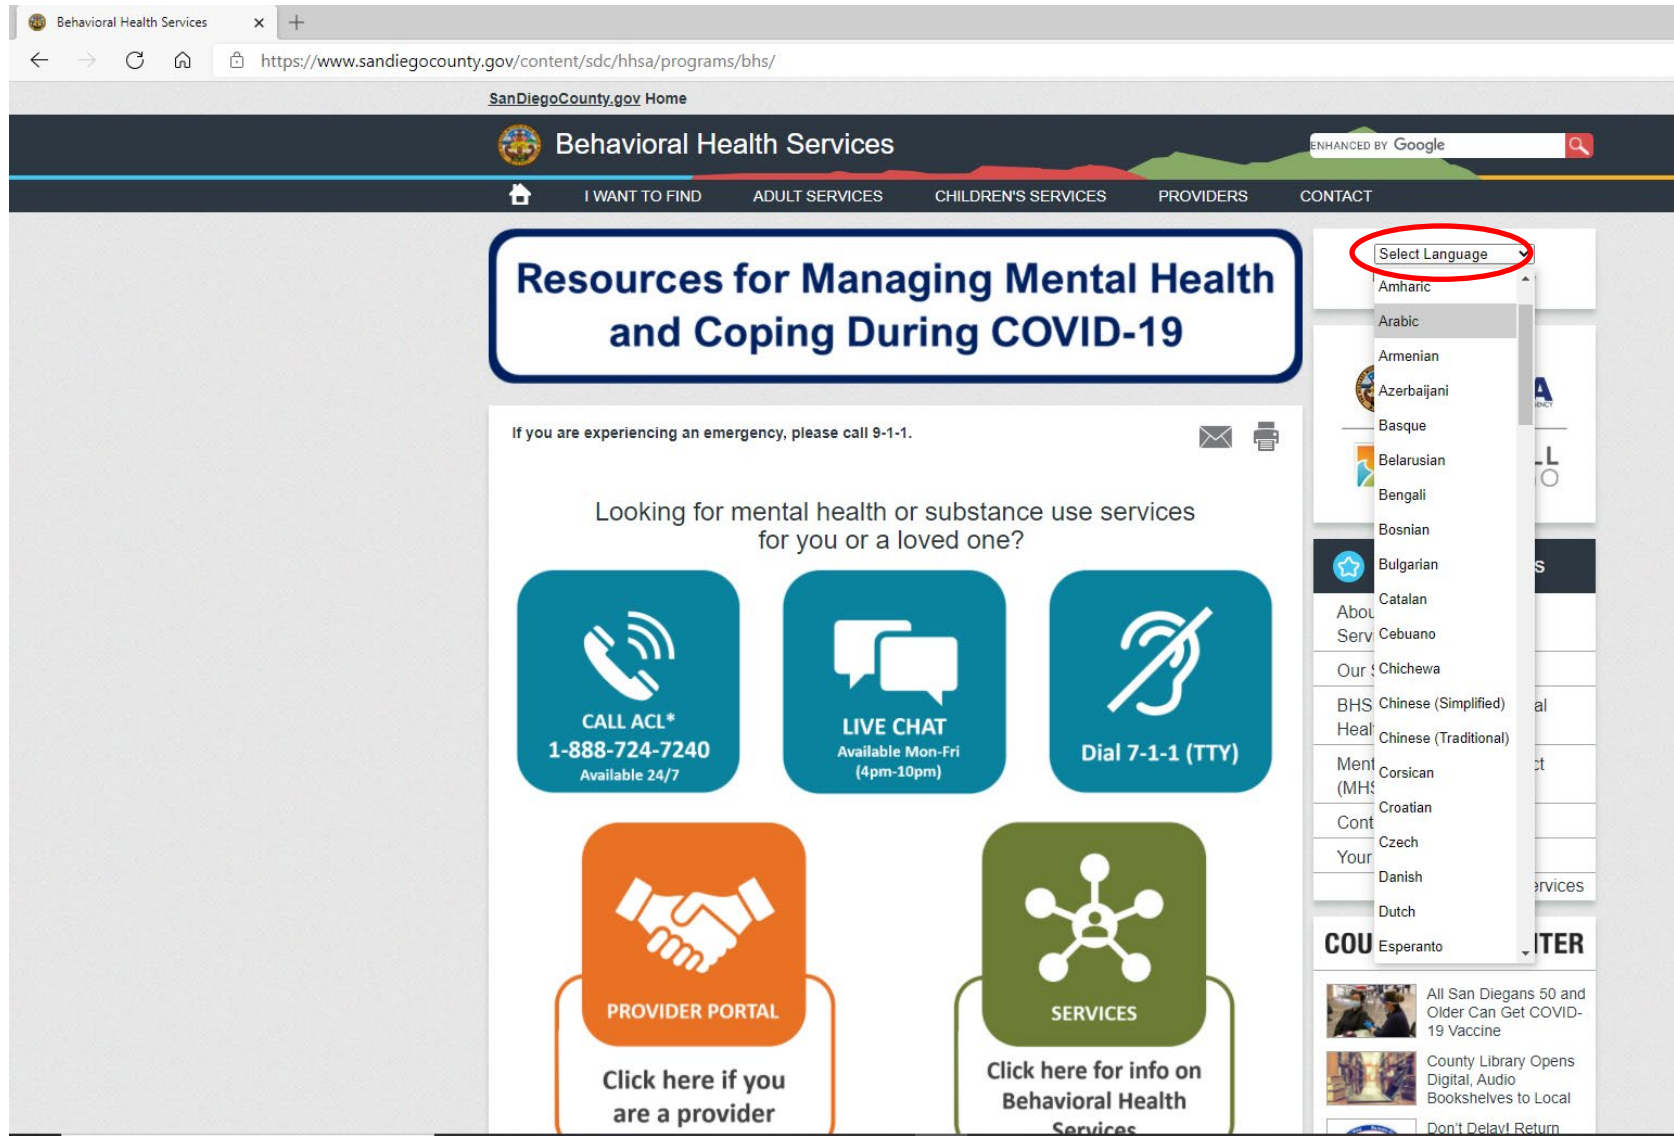 Behavioral Health Services
https://www.sandiegocounty.gov/content/sdc/hhsa/programs/bhs/
SanDiegoCounty.gov Home
Behavioral Health Services
ENHANCED BY Google
I WANT TO FIND
ADULT SERVICES
CHILDREN'S SERVICES
PROVIDERS
CONTACT
Resources for Managing Mental Health
and Coping During COVID-19
If you are experiencing an emergency, please call 9-1-1.
Looking for mental health or substance use services
for you or a loved one?
CALL ACL*
1-888-724-7240
Available 24/7
LIVE CHAT
Available Mon-Fri
(4pm-10pm)
Dial 7-1-1 (TTY)
PROVIDER PORTAL
Click here if you
are a provider
SERVICES
Click here for info on
Behavioral Health
Services
Select Language
Amharic
Arabic
Armenian
Azerbaijani
Basque
Belarusian
Bengali
Bosnian
Bulgarian
Catalan
Cebuano
Chichewa
Chinese (Simplified)
Chinese (Traditional)
Corsican
Croatian
Czech
Danish
Dutch
Esperanto
Our
BHS
All San Diegans 50 and
Older Can Get COVID-
19 Vaccine
County Library Opens
Digital, Audio
Bookshelves to Local
Don't Delay! Return